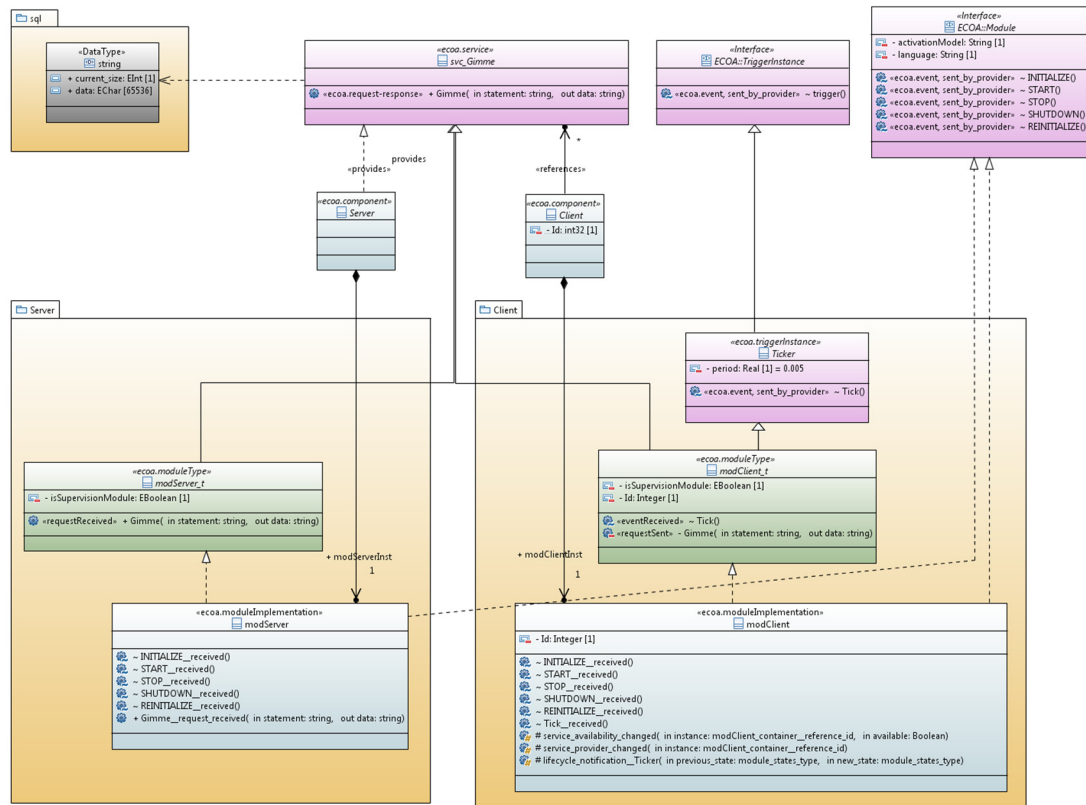 sql
«DataType»
string
+ current_size: EInt [1]
+ data: EChar [65536]
«ecoa.service»
svc_Gimme
«ecoa.request-response» + Gimme( in statement: string, out data: string)
«Interface»
ECOA::TriggerInstance
«ecoa.event, sent_by_provider» ~ trigger()
«Interface»
ECOA::Module
- activationModel: String [1]
- language: String [1]
«ecoa.event, sent_by_provider» ~ INITIALIZE()
«ecoa.event, sent_by_provider» ~ START()
«ecoa.event, sent_by_provider» ~ STOP()
«ecoa.event, sent_by_provider» ~ SHUTDOWN()
«ecoa.event, sent_by_provider» ~ REINITIALIZE()
*
provides
«provides»
«references»
«ecoa.component»
Server
«ecoa.component»
Client
- Id: int32 [1]
Server
Client
«ecoa.triggerInstance»
Ticker
- period: Real [1] = 0.005
«ecoa.event, sent_by_provider» ~ Tick()
«ecoa.moduleType»
modServer_t
- isSupervisionModule: EBoolean [1]
«requestReceived» + Gimme( in statement: string, out data: string)
«ecoa.moduleType»
modClient_t
- isSupervisionModule: EBoolean [1]
- Id: Integer [1]
«eventReceived» ~ Tick()
«requestSent» - Gimme( in statement: string, out data: string)
+ modServerInst
1
+ modClientInst
1
«ecoa.moduleImplementation»
modServer
~ INITIALIZE__received()
~ START__received()
~ STOP__received()
~ SHUTDOWN__received()
~ REINITIALIZE__received()
+ Gimme__request_received( in statement: string, out data: string)
«ecoa.moduleImplementation»
modClient
- Id: Integer [1]
~ INITIALIZE__received()
~ START__received()
~ STOP__received()
~ SHUTDOWN__received()
~ REINITIALIZE__received()
~ Tick__received()
# service_availability_changed( in instance: modClient_container__reference_id, in available: Boolean)
# service_provider_changed( in instance: modClient_container__reference_id)
# lifecycle_notification__Ticker( in previous_state: module_states_type, in new_state: module_states_type)